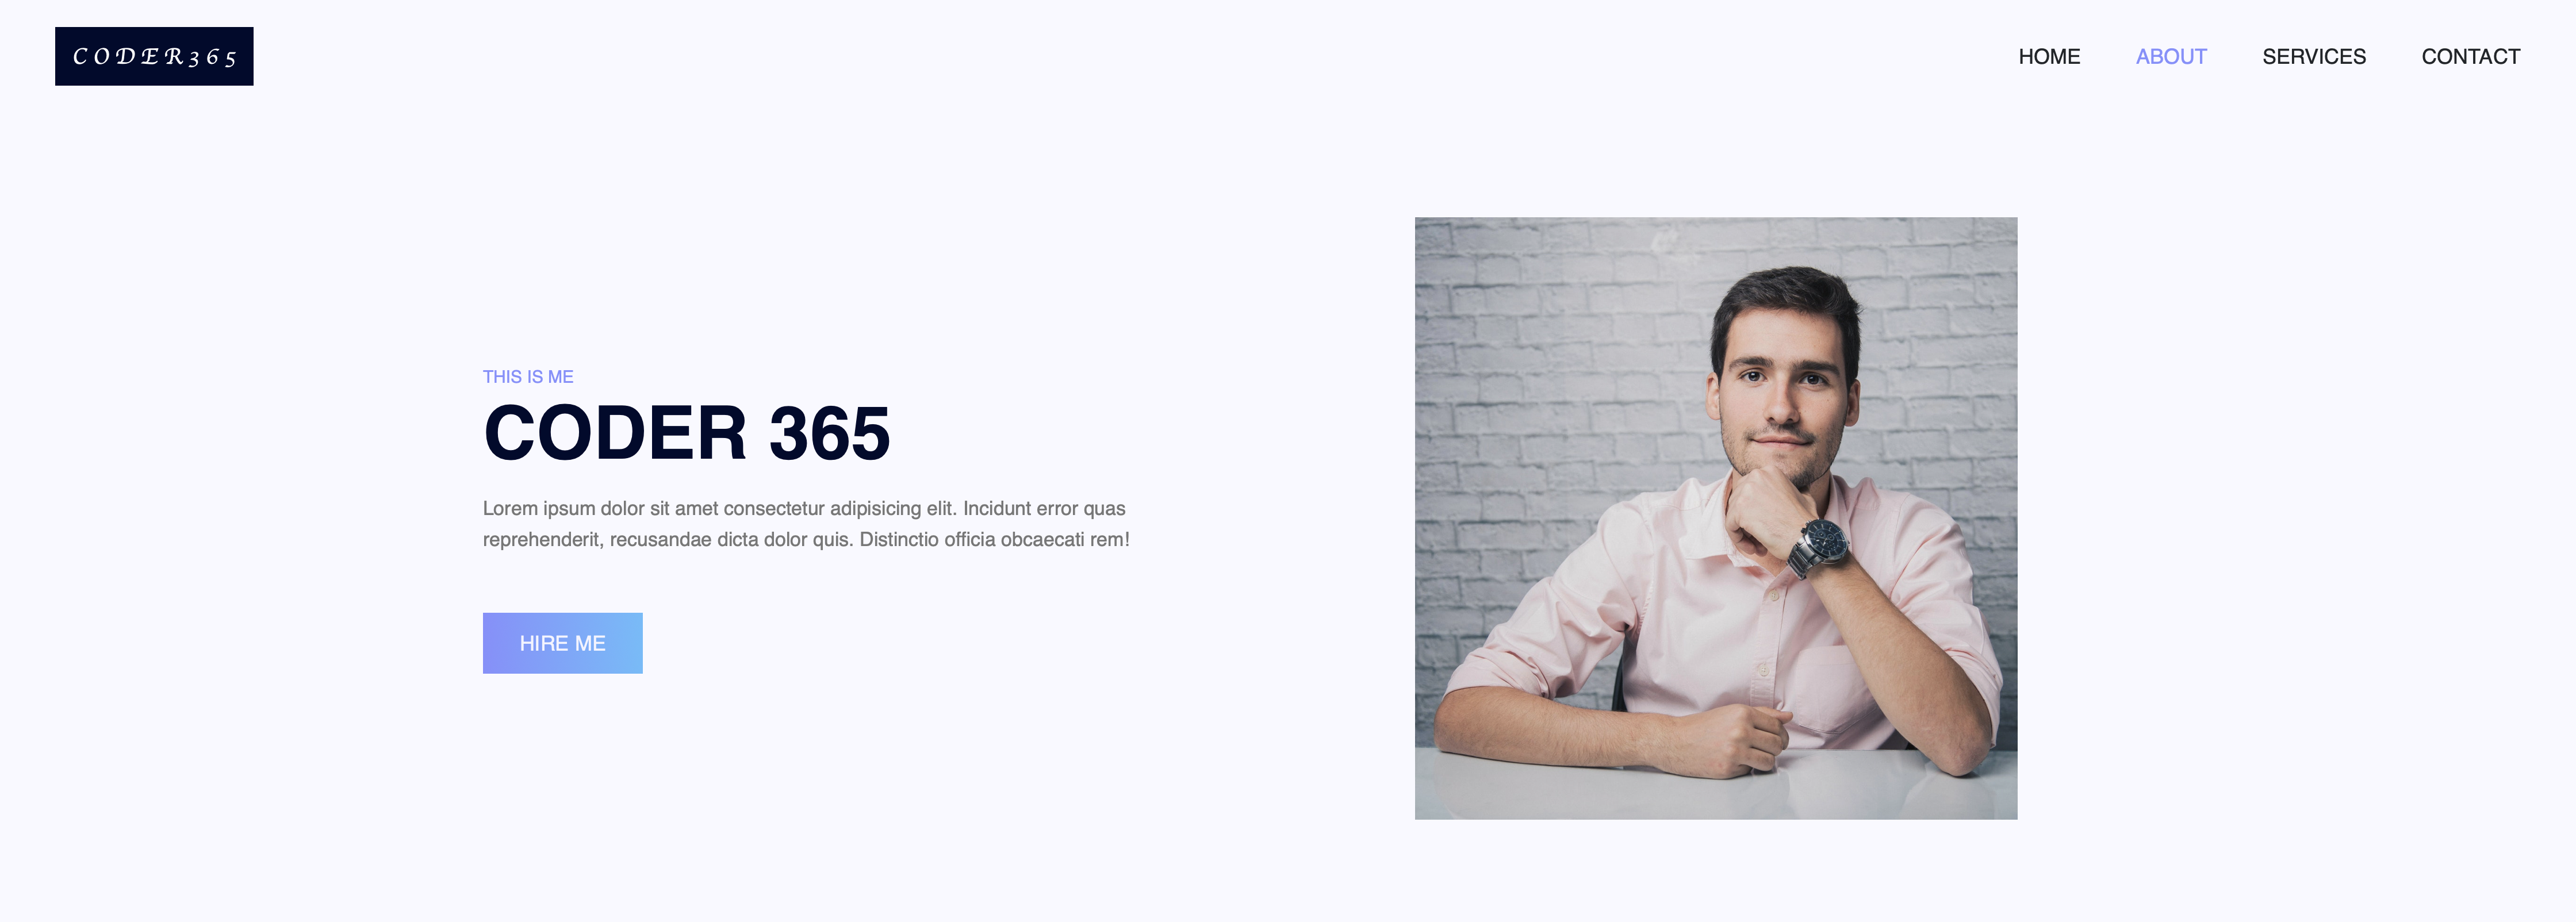 CODER365
HOME ABOUT SERVICES CONTACT
THIS IS ME
CODER 365
Lorem ipsum dolor sit amet consectetur adipisicing elit. Incidunt error quas
reprehenderit, recusandae dicta dolor quis. Distinctio officia obcaecati rem!
HIRE ME